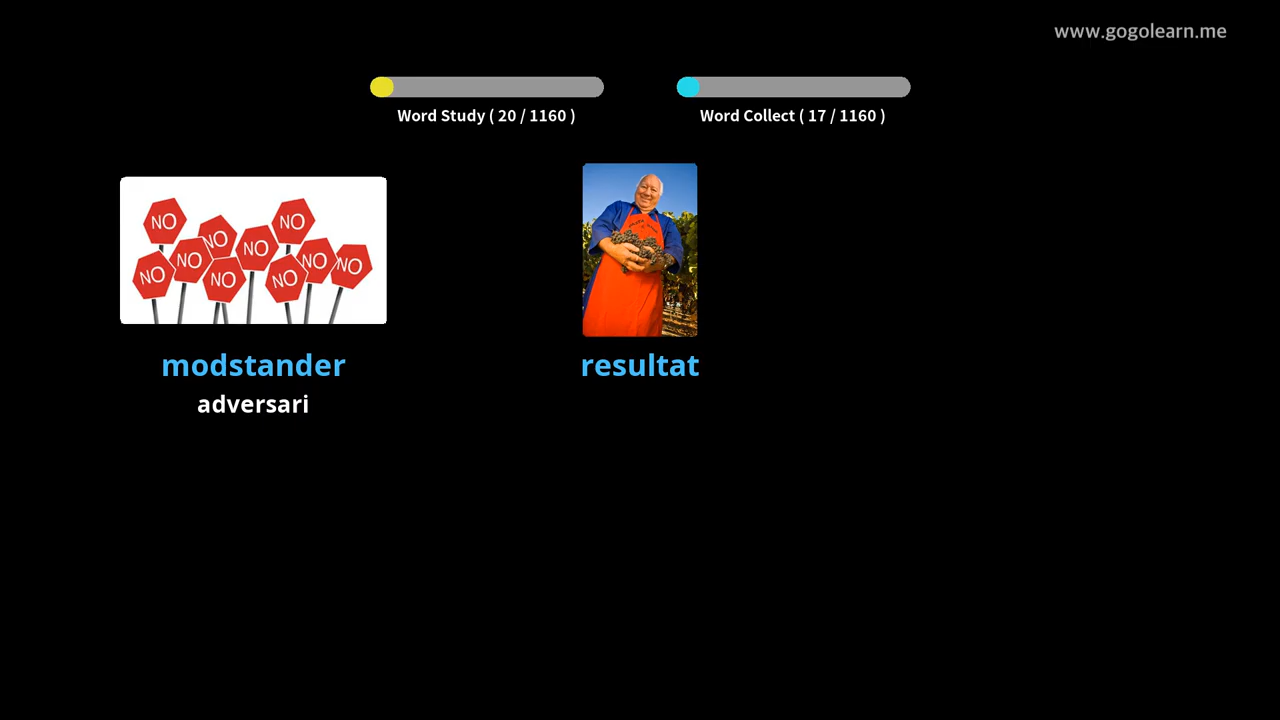 www.gogolearn.me
Word Study ( 20 / 1160 )
Word Collect ( 17 / 1160 )
NO
NO
NO
NO
NO
NO
NO
NO
NO
NO
modstander
resultat
adversari